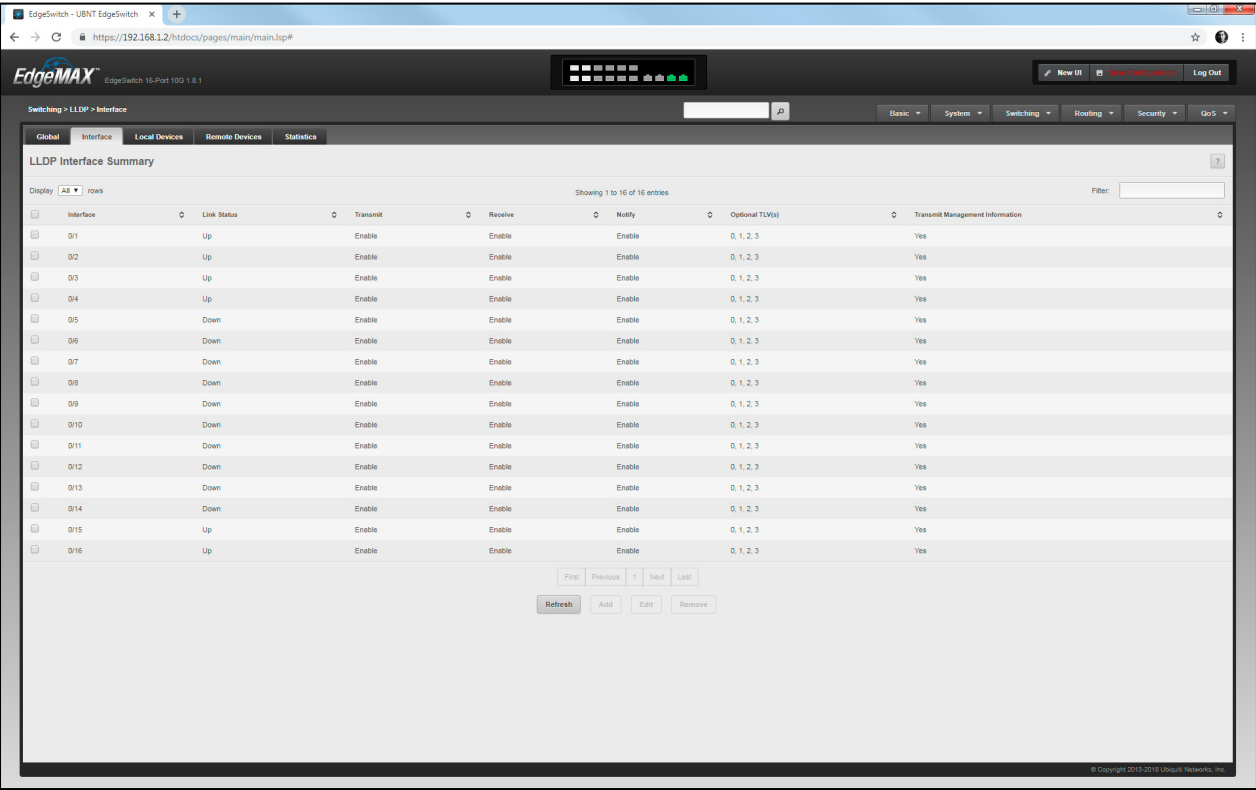 EdgeSwitch - UBNT EdgeSwitch
https://192.168.1.2/htdocs/pages/main/main.lsp#
EdgeMAX™ EdgeSwitch 16-Port 10G 1.8.1
New UI Log Out
Switching > LLDP > Interface
Basic System Switching Routing Security QoS
Global Interface Local Devices Remote Devices Statistics
LLDP Interface Summary ?
Display All rows Showing 1 to 16 of 16 entries Filter:
Interface Link Status Transmit Receive Notify Optional TLV(s) Transmit Management Information
0/1 Up Enable Enable Enable 0, 1, 2, 3 Yes
0/2 Up Enable Enable Enable 0, 1, 2, 3 Yes
0/3 Up Enable Enable Enable 0, 1, 2, 3 Yes
0/4 Up Enable Enable Enable 0, 1, 2, 3 Yes
0/5 Down Enable Enable Enable 0, 1, 2, 3 Yes
0/6 Down Enable Enable Enable 0, 1, 2, 3 Yes
0/7 Down Enable Enable Enable 0, 1, 2, 3 Yes
0/8 Down Enable Enable Enable 0, 1, 2, 3 Yes
0/9 Down Enable Enable Enable 0, 1, 2, 3 Yes
0/10 Down Enable Enable Enable 0, 1, 2, 3 Yes
0/11 Down Enable Enable Enable 0, 1, 2, 3 Yes
0/12 Down Enable Enable Enable 0, 1, 2, 3 Yes
0/13 Down Enable Enable Enable 0, 1, 2, 3 Yes
0/14 Down Enable Enable Enable 0, 1, 2, 3 Yes
0/15 Up Enable Enable Enable 0, 1, 2, 3 Yes
0/16 Up Enable Enable Enable 0, 1, 2, 3 Yes
First Previous 1 Next Last
Refresh Add Edit Remove
© Copyright 2013-2018 Ubiquiti Networks, Inc.